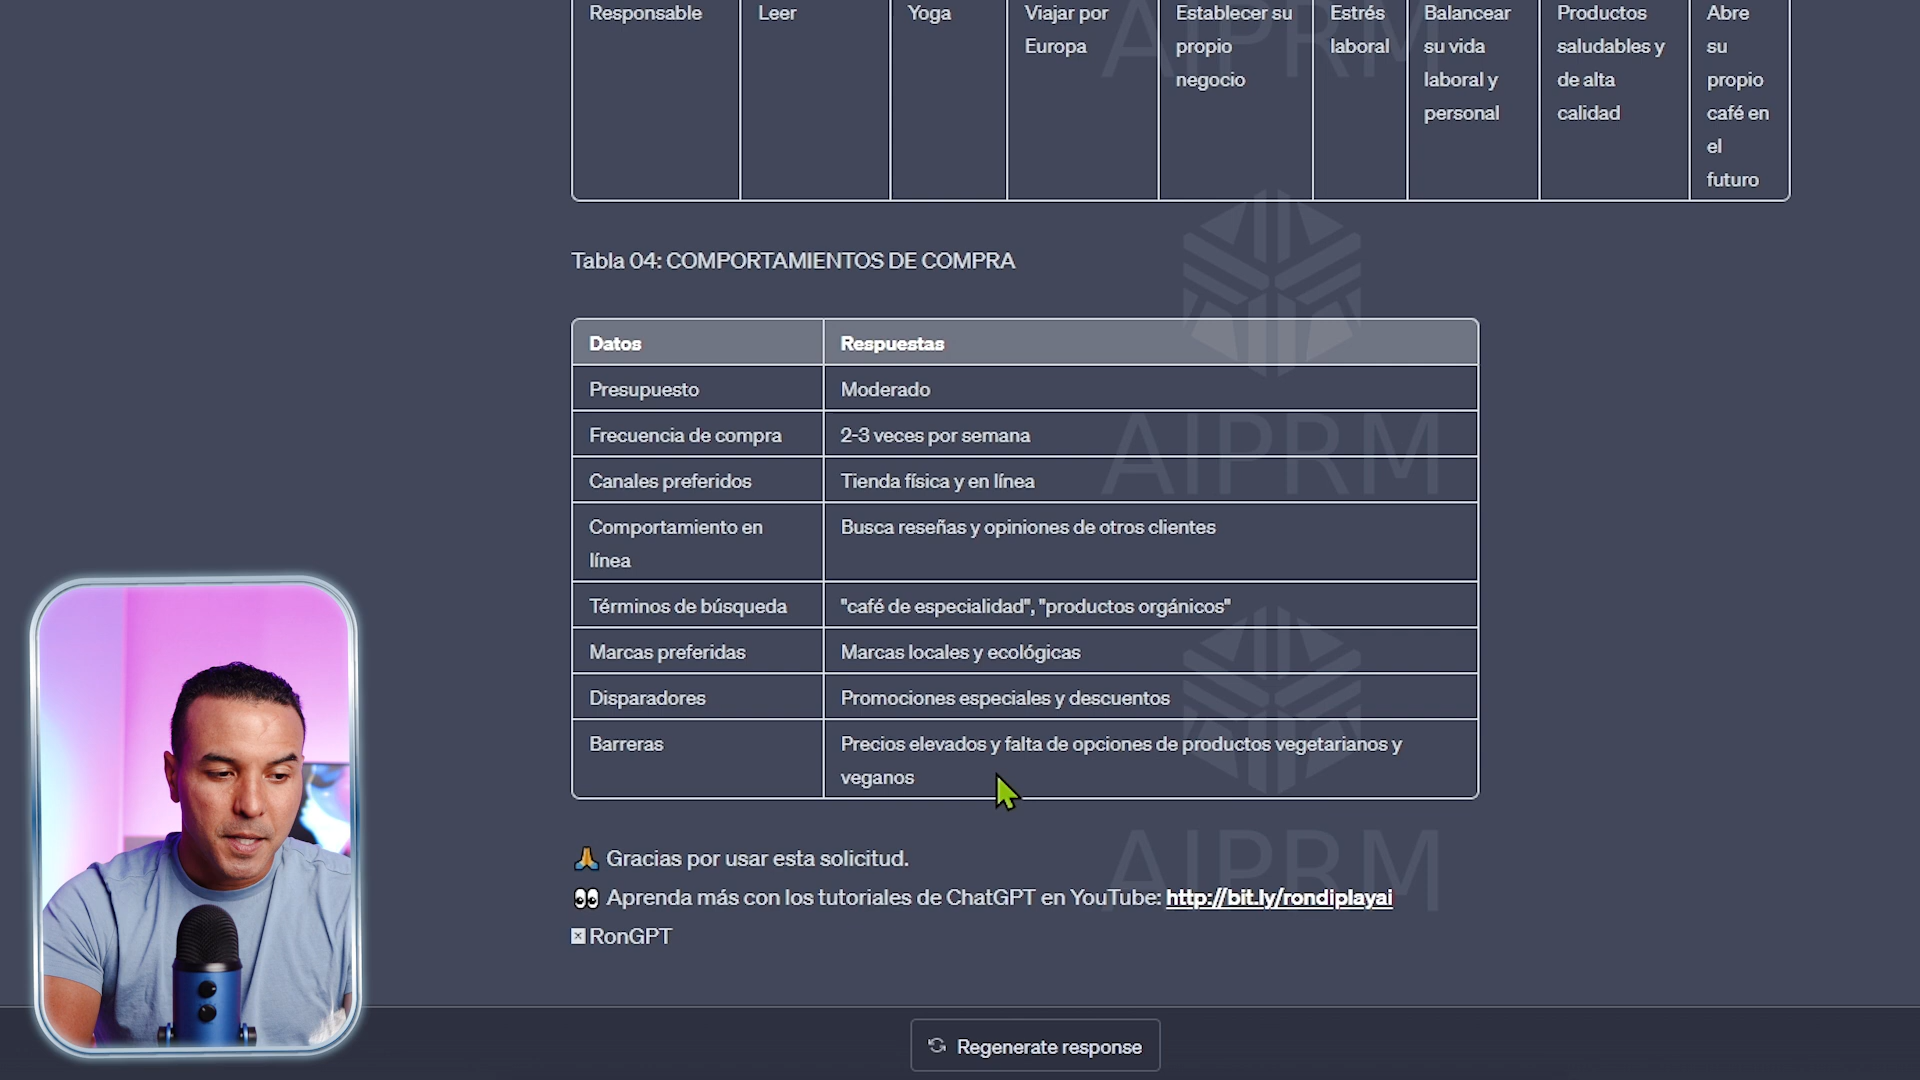 Responsable
Leer
Yoga
Viajar por
Europa
Establecer su
propio
negocio
Estrés
laboral
Balancear
su vida
laboral y
personal
Productos
saludables y
de alta
calidad
Abre
su
propio
café en
el
futuro
Tabla 04: COMPORTAMIENTOS DE COMPRA
Datos Respuestas
Presupuesto Moderado
Frecuencia de compra 2-3 veces por semana
Canales preferidos Tienda física y en línea
Comportamiento en Busca reseñas y opiniones de otros clientes
línea
Términos de búsqueda "café de especialidad", "productos orgánicos"
Marcas preferidas Marcas locales y ecológicas
Disparadores Promociones especiales y descuentos
Barreras Precios elevados y falta de opciones de productos vegetarianos y
veganos
🙏 Gracias por usar esta solicitud.
👀 Aprenda más con los tutoriales de ChatGPT en YouTube: http://bit.ly/rondiplayai
RonGPT
Regenerate response
AIPRM
AIPRM
AIPRM